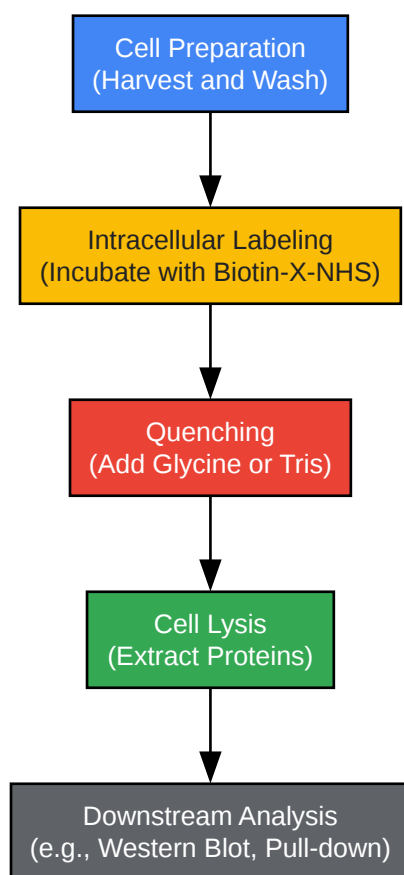 Cell Preparation
(Harvest and Wash)
Intracellular Labeling
(Incubate with Biotin-X-NHS)
Quenching
(Add Glycine or Tris)
Cell Lysis
(Extract Proteins)
Downstream Analysis
(e.g., Western Blot, Pull-down)